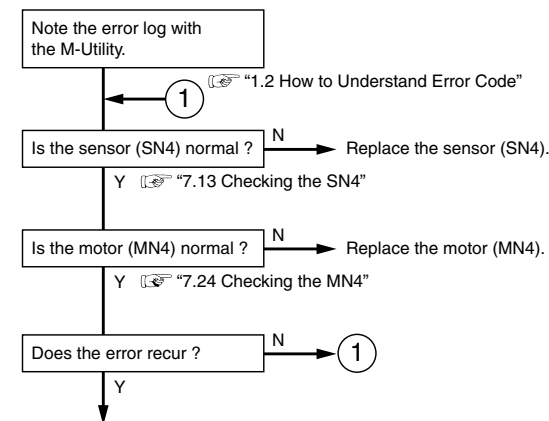 Note the error log with
the M-Utility.
1
“1.2 How to Understand Error Code”
Is the sensor (SN4) normal ?
N
Replace the sensor (SN4).
Y
“7.13 Checking the SN4”
Is the motor (MN4) normal ?
N
Replace the motor (MN4).
Y
“7.24 Checking the MN4”
Does the error recur ?
N
1
Y